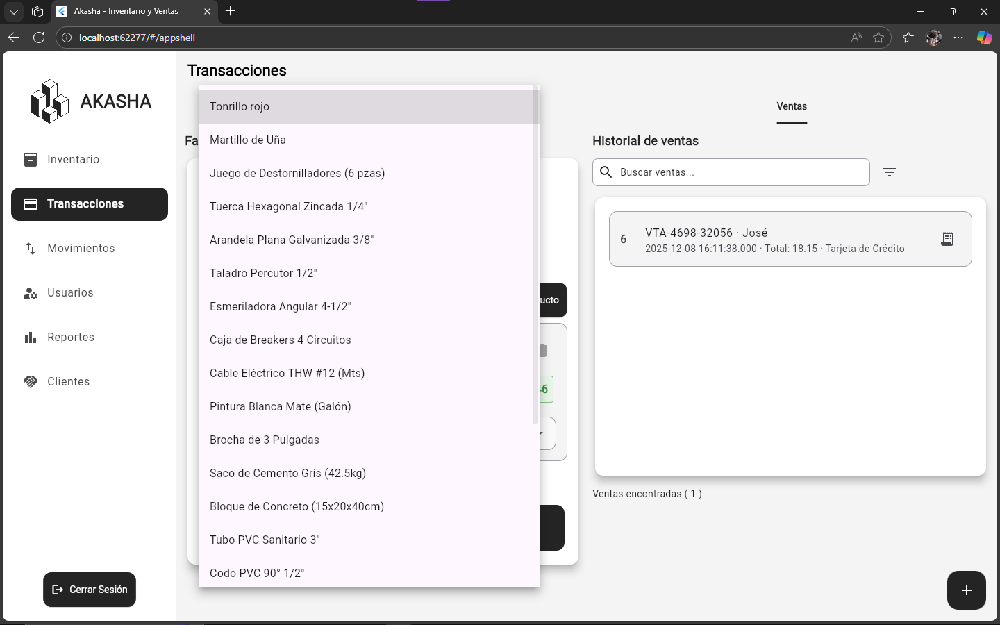 Akasha - Inventario y Ventas
localhost:62277/#/appshell
AKASHA
Inventario
Transacciones
Movimientos
Usuarios
Reportes
Clientes
Cerrar Sesión
Transacciones
Fa
Tonrillo rojo
Martillo de Uña
Juego de Destornilladores (6 pzas)
Tuerca Hexagonal Zincada 1/4"
Arandela Plana Galvanizada 3/8"
Taladro Percutor 1/2"
Esmeriladora Angular 4-1/2"
Caja de Breakers 4 Circuitos
Cable Eléctrico THW #12 (Mts)
Pintura Blanca Mate (Galón)
Brocha de 3 Pulgadas
Saco de Cemento Gris (42.5kg)
Bloque de Concreto (15x20x40cm)
Tubo PVC Sanitario 3"
Codo PVC 90° 1/2"
ucto
46
Ventas
Historial de ventas
Buscar ventas...
6
VTA-4698-32056 · José
2025-12-08 16:11:38.000 · Total: 18.15 · Tarjeta de Crédito
Ventas encontradas ( 1 )